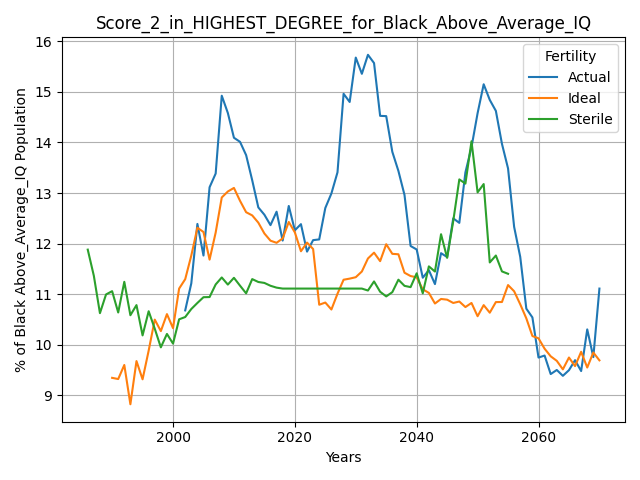 Score_2_in_HIGHEST_DEGREE_for_Black_Above_Average_IQ
Fertility
Actual
Ideal
Sterile
% of Black Above_Average_IQ Population
16
15
14
13
12
11
10
9
2000 2020 2040 2060
Years